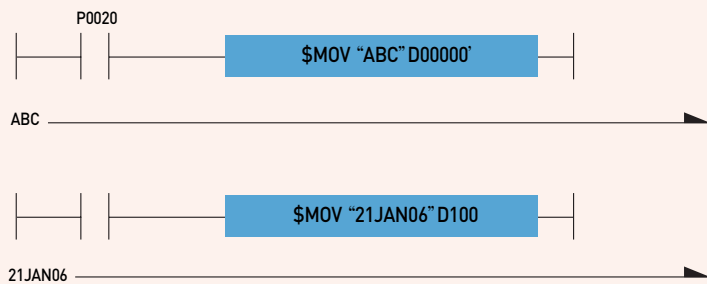 P0020
$MOV “ABC” D00000’
ABC
$MOV “21JAN06” D100
21JAN06